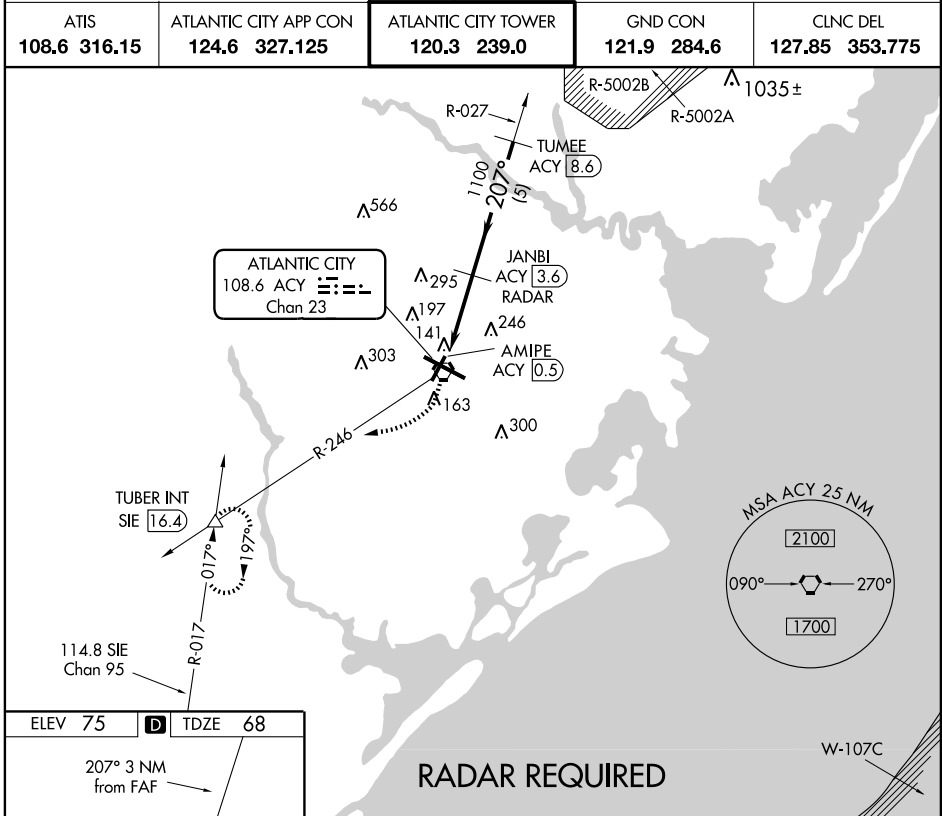 ATIS
108.6 316.15
ATLANTIC CITY APP CON
124.6 327.125
ATLANTIC CITY TOWER
120.3 239.0
GND CON
121.9 284.6
CLNC DEL
127.85 353.775
R-5002B
1035±
R-5002A
R-027
TUMEE
ACY 8.6
1100
207°
(5)
566
ATLANTIC CITY
108.6 ACY
Chan 23
JANBI
ACY 3.6
RADAR
295
197
246
141
AMIPE
ACY 0.5
303
163
300
R-246
TUBER INT
SIE 16.4
017°
197°
R-017
114.8 SIE
Chan 95
MSA ACY 25 NM
2100
090°
270°
1700
ELEV 75
D
TDZE 68
207° 3 NM
from FAF
RADAR REQUIRED
W-107C